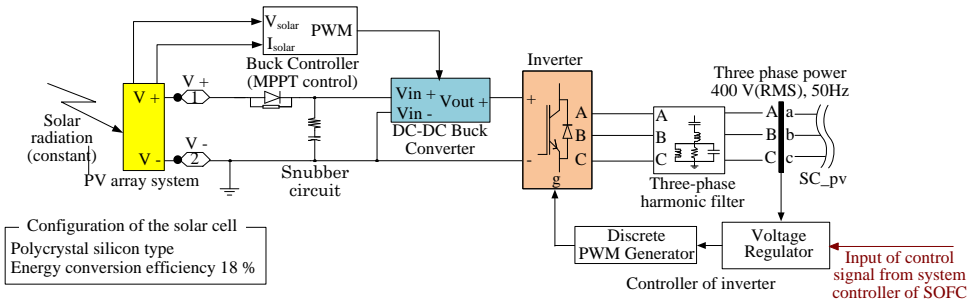 V_solar
I_solar
PWM
Buck Controller
(MPPT control)
Solar
radiation
(constant)
V +
V -
PV array system
V +
1
V -
2
Snubber
circuit
Vin +
Vin -
Vout +
DC-DC Buck
Converter
Inverter
+
-
A
B
C
g
A
B
C
Three-phase
harmonic filter
Three phase power
400 V(RMS), 50Hz
A
B
C
a
b
c
SC_pv
Configuration of the solar cell
Polycrystal silicon type
Energy conversion efficiency 18 %
Discrete
PWM Generator
Voltage
Regulator
Controller of inverter
Input of control
signal from system
controller of SOFC